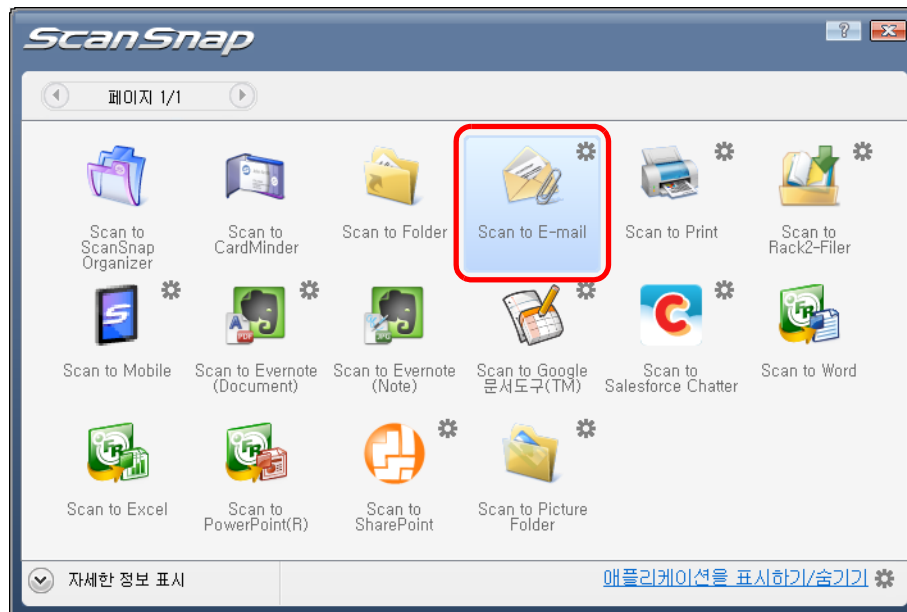 ScanSnap
페이지 1/1
Scan to
ScanSnap
Organizer
Scan to
CardMinder
Scan to Folder
Scan to E-mail
Scan to Print
Scan to
Rack2-Filer
Scan to Mobile
Scan to Evernote
(Document)
Scan to Evernote
(Note)
Scan to Google
문서도구(TM)
Scan to
Salesforce Chatter
Scan to Word
Scan to Excel
Scan to
PowerPoint(R)
Scan to
SharePoint
Scan to Picture
Folder
자세한 정보 표시
애플리케이션을 표시하기/숨기기